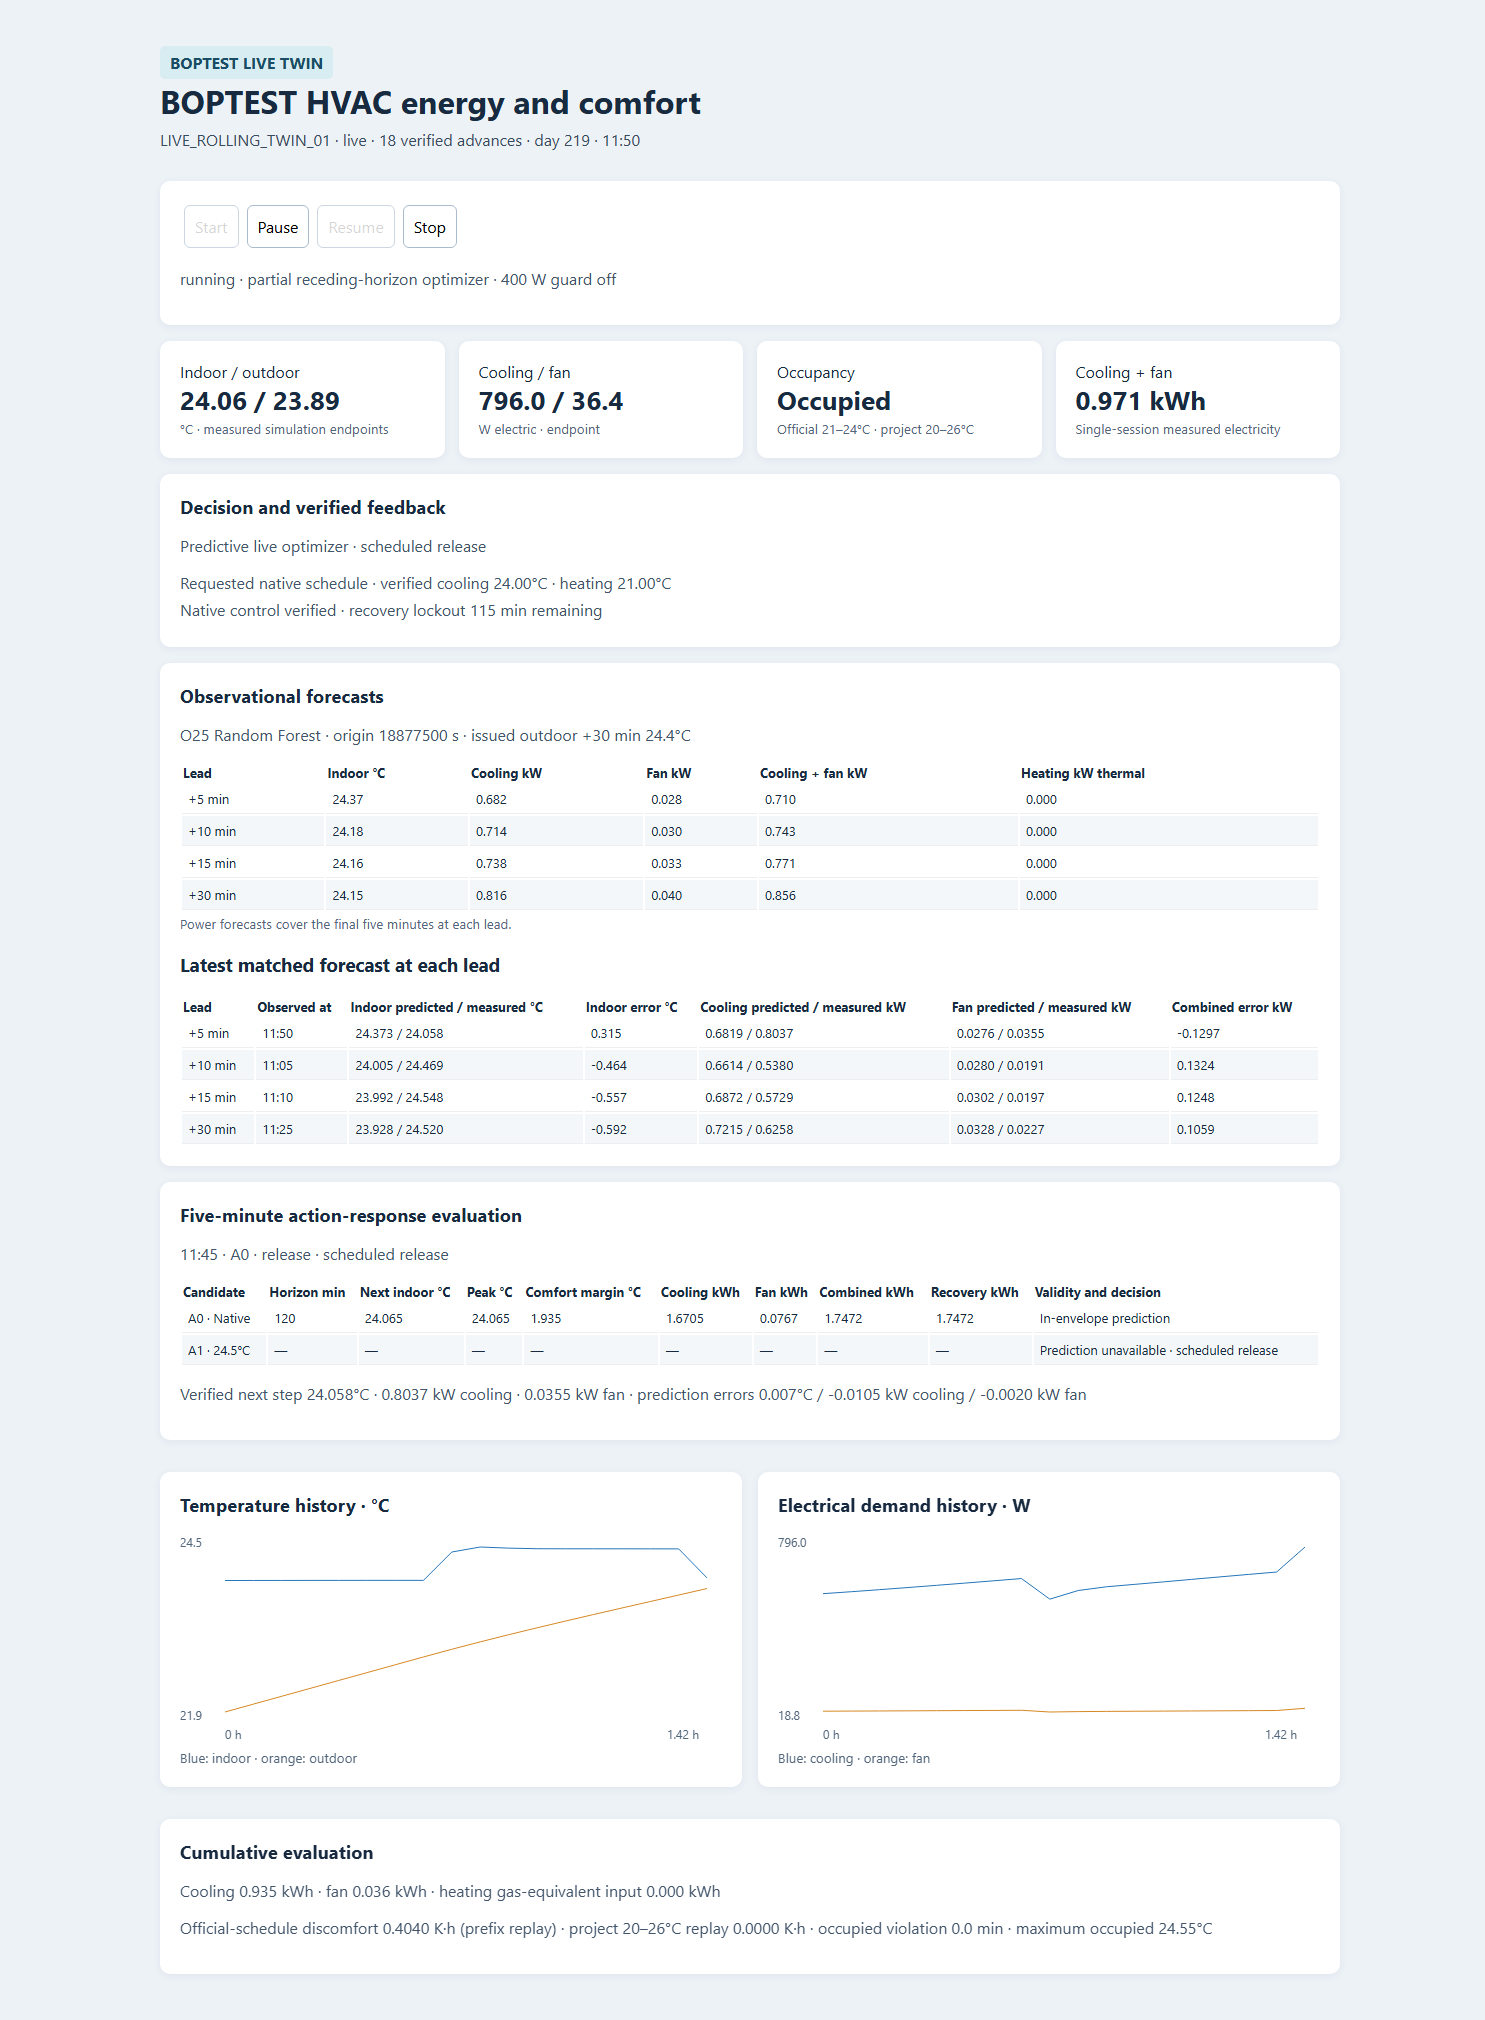 BOPTEST LIVE TWIN
BOPTEST HVAC energy and comfort
LIVE_ROLLING_TWIN_01 · live · 18 verified advances · day 219 · 11:50
Start Pause Resume Stop
running · partial receding-horizon optimizer · 400 W guard off
Indoor / outdoor
24.06 / 23.89
°C · measured simulation endpoints
Cooling / fan
796.0 / 36.4
W electric · endpoint
Occupancy
Occupied
Official 21–24°C · project 20–26°C
Cooling + fan
0.971 kWh
Single-session measured electricity
Decision and verified feedback
Predictive live optimizer · scheduled release
Requested native schedule · verified cooling 24.00°C · heating 21.00°C
Native control verified · recovery lockout 115 min remaining
Observational forecasts
O25 Random Forest · origin 18877500 s · issued outdoor +30 min 24.4°C
Lead Indoor °C Cooling kW Fan kW Cooling + fan kW Heating kW thermal
+5 min 24.37 0.682 0.028 0.710 0.000
+10 min 24.18 0.714 0.030 0.743 0.000
+15 min 24.16 0.738 0.033 0.771 0.000
+30 min 24.15 0.816 0.040 0.856 0.000
Power forecasts cover the final five minutes at each lead.
Latest matched forecast at each lead
Lead Observed at Indoor predicted / measured °C Indoor error °C Cooling predicted / measured kW Fan predicted / measured kW Combined error kW
+5 min 11:50 24.373 / 24.058 0.315 0.6819 / 0.8037 0.0276 / 0.0355 -0.1297
+10 min 11:05 24.005 / 24.469 -0.464 0.6614 / 0.5380 0.0280 / 0.0191 0.1324
+15 min 11:10 23.992 / 24.548 -0.557 0.6872 / 0.5729 0.0302 / 0.0197 0.1248
+30 min 11:25 23.928 / 24.520 -0.592 0.7215 / 0.6258 0.0328 / 0.0227 0.1059
Five-minute action-response evaluation
11:45 · A0 · release · scheduled release
Candidate Horizon min Next indoor °C Peak °C Comfort margin °C Cooling kWh Fan kWh Combined kWh Recovery kWh Validity and decision
A0 · Native 120 24.065 24.065 1.935 1.6705 0.0767 1.7472 1.7472 In-envelope prediction
A1 · 24.5°C — — — — — — — — Prediction unavailable · scheduled release
Verified next step 24.058°C · 0.8037 kW cooling · 0.0355 kW fan · prediction errors 0.007°C / -0.0105 kW cooling / -0.0020 kW fan
Temperature history · °C
24.5
21.9
0 h 1.42 h
Blue: indoor · orange: outdoor
Electrical demand history · W
796.0
18.8
0 h 1.42 h
Blue: cooling · orange: fan
Cumulative evaluation
Cooling 0.935 kWh · fan 0.036 kWh · heating gas-equivalent input 0.000 kWh
Official-schedule discomfort 0.4040 K·h (prefix replay) · project 20–26°C replay 0.0000 K·h · occupied violation 0.0 min · maximum occupied 24.55°C